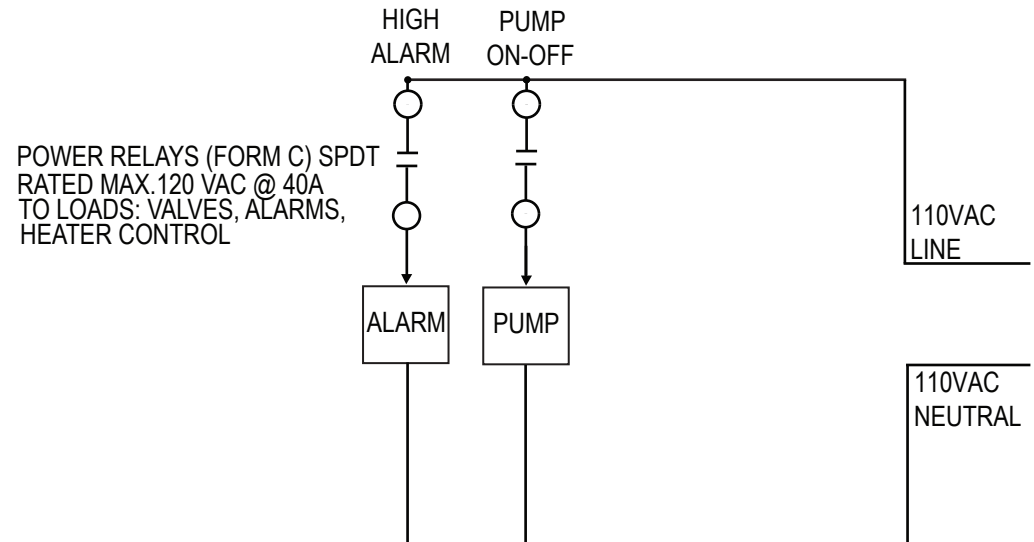 HIGH
ALARM
PUMP
ON-OFF
POWER RELAYS (FORM C) SPDT
RATED MAX.120 VAC @ 40A
TO LOADS: VALVES, ALARMS,
HEATER CONTROL
110VAC
LINE
ALARM
PUMP
110VAC
NEUTRAL